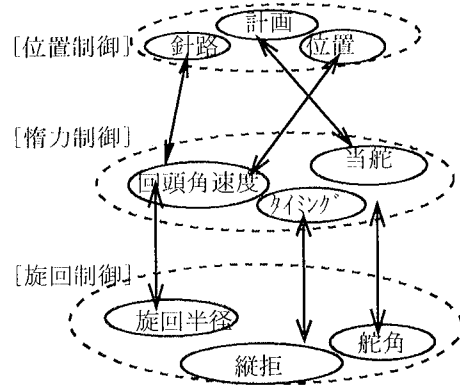 計画
[位置制御]
針路
位置
[惰力制御]
当舵
回頭角速度
タイミング
[旋回制御]
旋回半径
舵角
縦拒